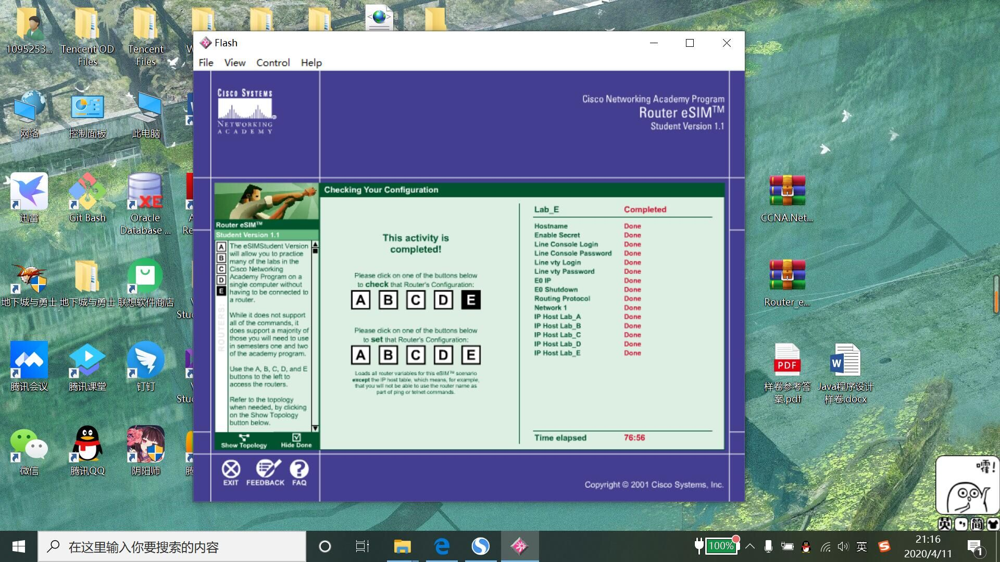 1095253...
Tencent OD
Files
Tencent
Files
网络
控制面板
此电脑
迅雷
Git Bash
Oracle
Database ...
XE
地下城与勇士
地下城与勇士
联想软件商店
腾讯会议
腾讯课堂
钉钉
微信
腾讯QQ
阴阳师
Stu
Stu
Re
Flash
File View Control Help
CISCO SYSTEMS
NETWORKING
ACADEMY
Cisco Networking Academy Program
Router eSIM™
Student Version 1.1
Router eSIM™
Student Version 1.1
A
B
C
D
E
ROUTERS:
The eSIMStudent Version
will allow you to practice
many of the labs in the
Cisco Networking
Academy Program on a
single computer without
having to be connected to
a router.
While it does not support
all of the commands, it
does support a majority of
those you will need to use
in semesters one and two
of the academy program.
Use the A, B, C, D, and E
buttons to the left to
access the routers.
Refer to the topology
when needed, by clicking
on the Show Topology
button below.
Show Topology
Hide Done
Checking Your Configuration
This activity is
completed!
Please click on one of the buttons below
to check that Router's Configuration:
A B C D E
Please click on one of the buttons below
to set that Router's Configuration:
A B C D E
Loads all router variables for this eSIM™ scenario
except the IP host table, which means, for example,
that you will not be able to use the router name as
part of ping or telnet commands.
Lab_E Completed
Hostname Done
Enable Secret Done
Line Console Login Done
Line Console Password Done
Line vty Login Done
Line vty Password Done
E0 IP Done
E0 Shutdown Done
Routing Protocol Done
Network 1 Done
IP Host Lab_A Done
IP Host Lab_B Done
IP Host Lab_C Done
IP Host Lab_D Done
IP Host Lab_E Done
Time elapsed 76:56
EXIT
FEEDBACK
FAQ
Copyright © 2001 Cisco Systems, Inc.
CCNA.Net...
Router_e...
PDF
样卷参考答
案.pdf
W
Java程序设计
样卷.docx
英 简
在这里输入你要搜索的内容
100%
英
21:16
2020/4/11
1